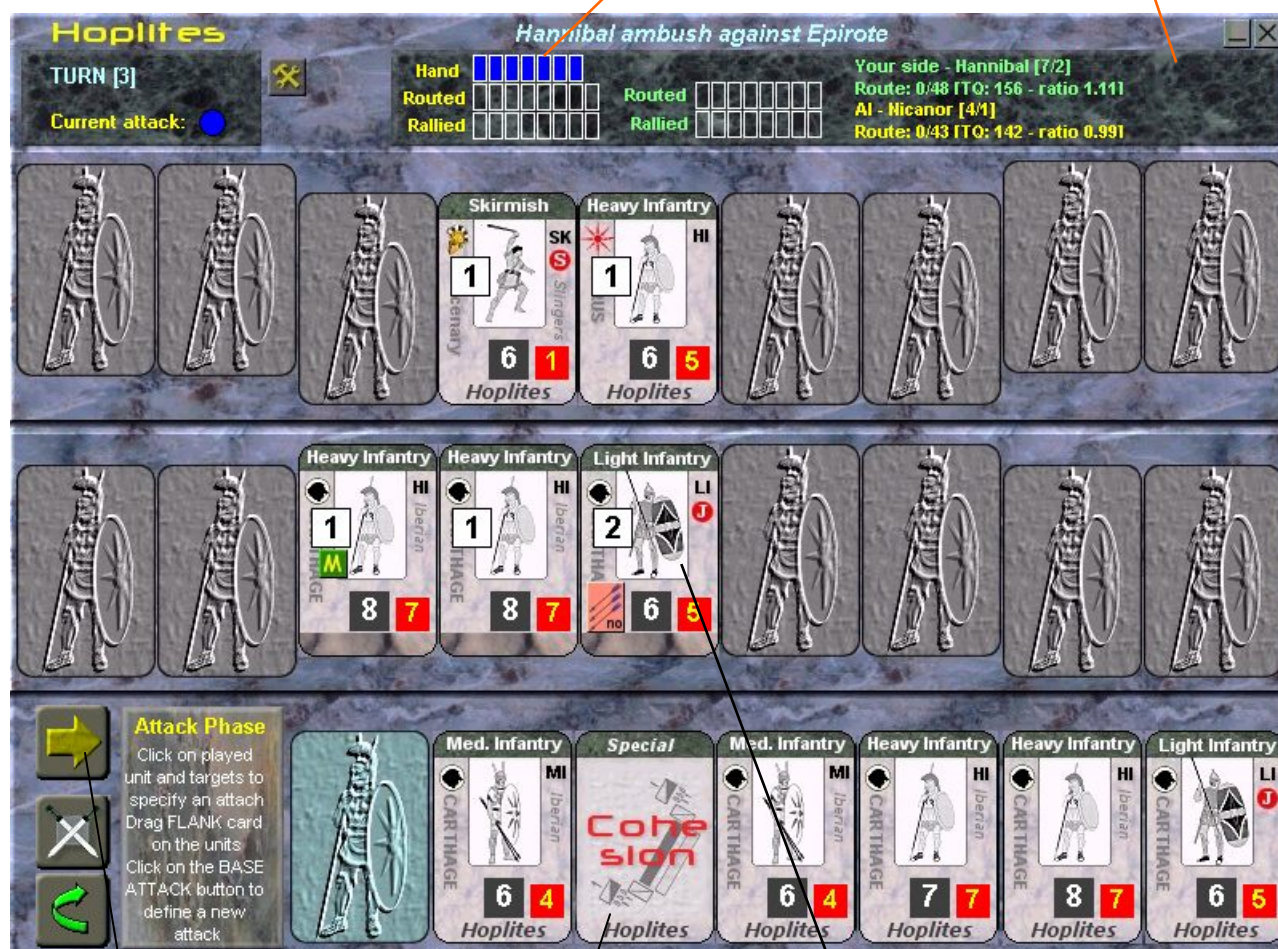 Hoplites
Hannibal ambush against Epirote
TURN [3]
Current attack:
Hand
Routed
Rallied
Routed
Rallied
Your side - Hannibal [7/2]
Route: 0/48 [TQ: 156 - ratio 1.11]
AI - Nicanor [4/1]
Route: 0/43 [TQ: 142 - ratio 0.99]
Skirmish
SK
S
1
Slingers
6 1
Hoplites
Heavy Infantry
HI
1
6 5
Hoplites
Heavy Infantry
HI
Iberian
1
M
8 7
Heavy Infantry
HI
Iberian
1
8 7
Light Infantry
LI
J
2
no
6 5
Attack Phase
Click on played
unit and targets to
specify an attach
Drag FLANK card
on the units
Click on the BASE
ATTACK button to
define a new
attack
Med. Infantry
MI
Iberian
CARTHAGE
6 4
Hoplites
Special
Cohe
sion
Hoplites
Med. Infantry
MI
Iberian
CARTHAGE
6 4
Hoplites
Heavy Infantry
HI
Iberian
CARTHAGE
7 7
Hoplites
Heavy Infantry
HI
Iberian
CARTHAGE
8 7
Hoplites
Light Infantry
LI
J
CARTHAGE
6 5
Hoplites